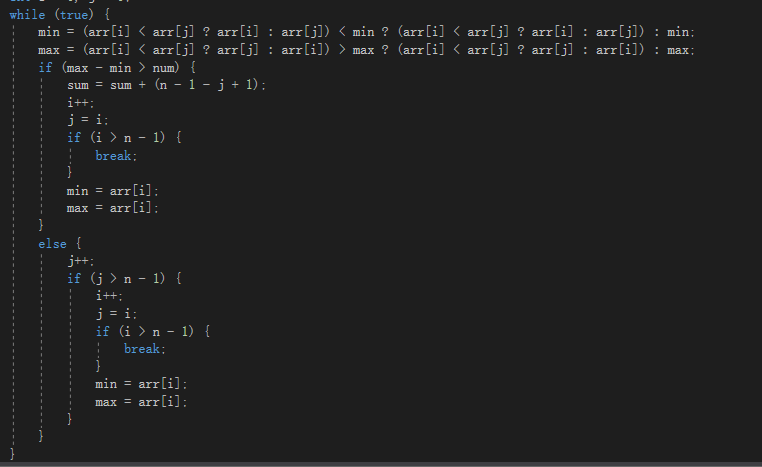 while (true) {
min = (arr[i] < arr[j] ? arr[i] : arr[j]) < min ? (arr[i] < arr[j] ? arr[i] : arr[j]) : min;
max = (arr[i] < arr[j] ? arr[j] : arr[i]) > max ? (arr[i] < arr[j] ? arr[j] : arr[i]) : max;
if (max - min > num) {
sum = sum + (n - 1 - j + 1);
i++;
j = i;
if (i > n - 1) {
break;
}
min = arr[i];
max = arr[i];
}
else {
j++;
if (j > n - 1) {
i++;
j = i;
if (i > n - 1) {
break;
}
min = arr[i];
max = arr[i];
}
}
}